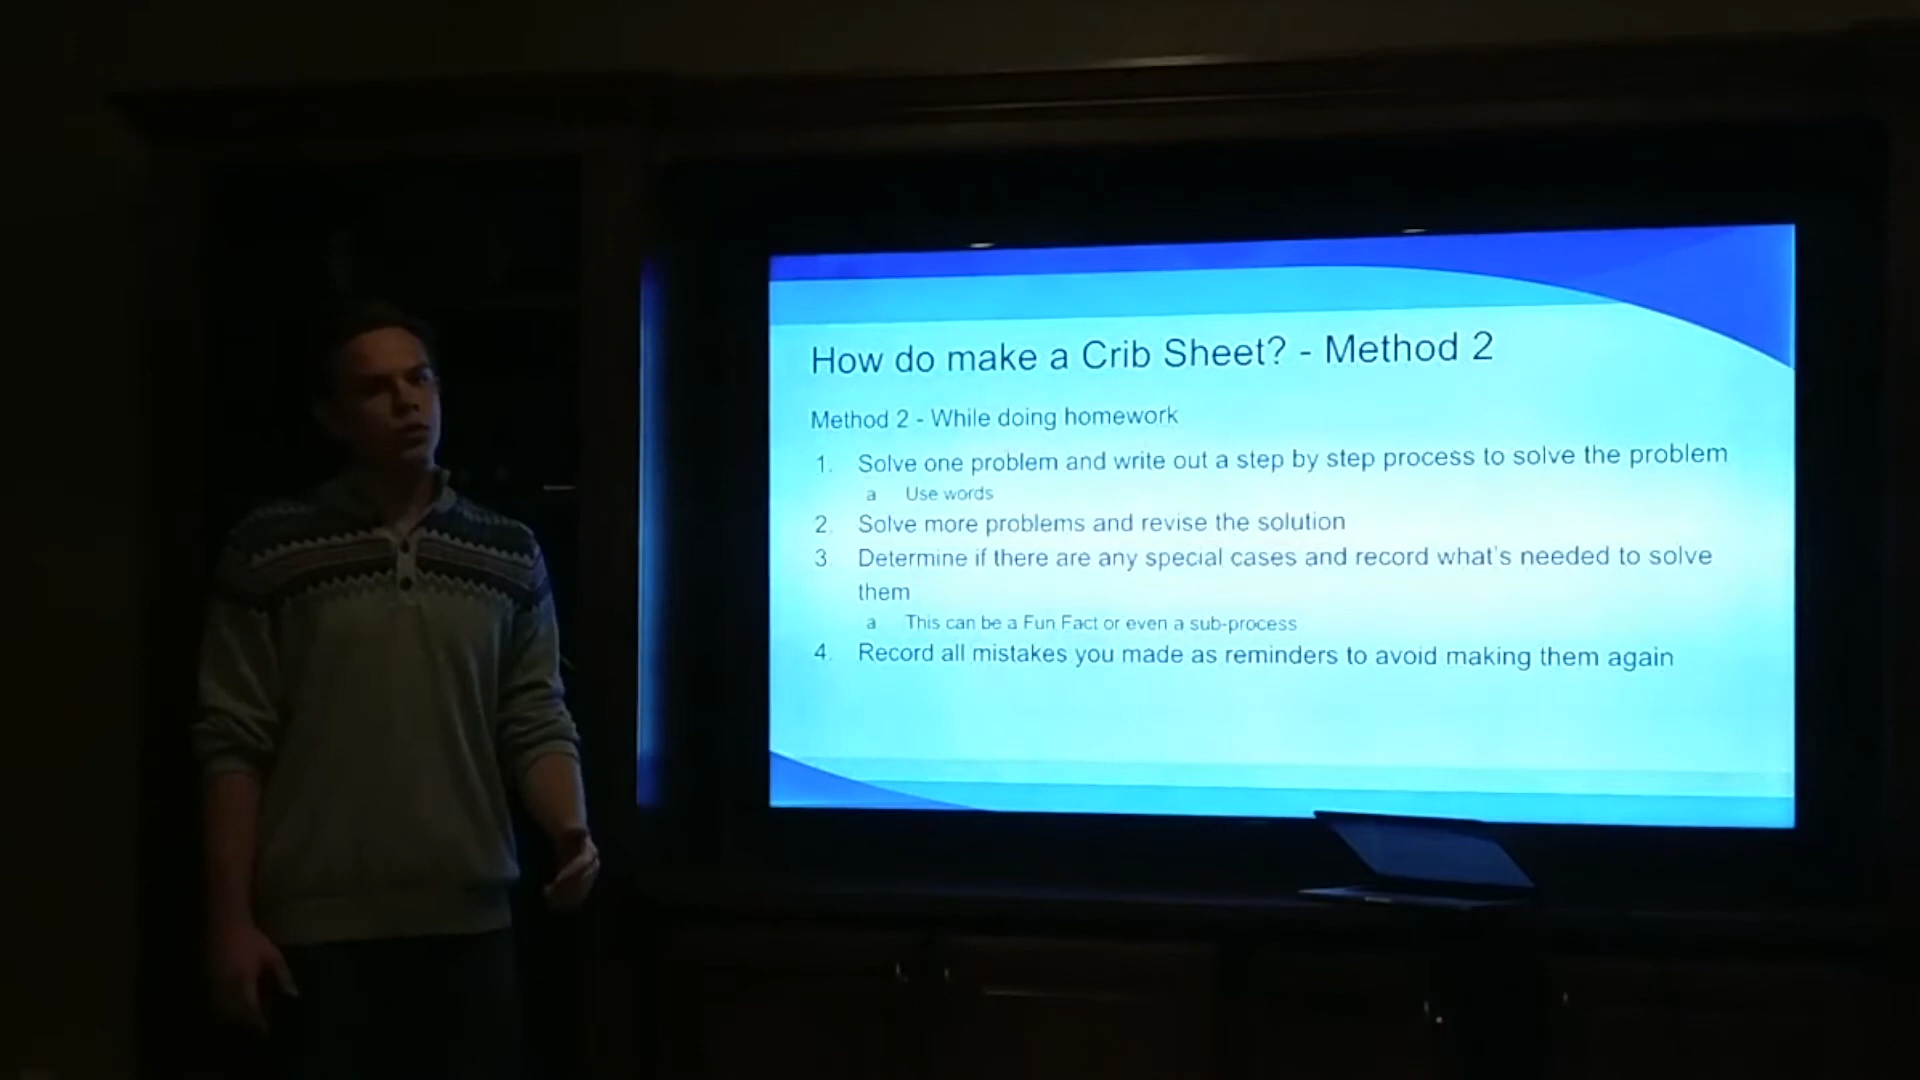 How do make a Crib Sheet? - Method 2
Method 2 - While doing homework
1. Solve one problem and write out a step by step process to solve the problem
a Use words
2. Solve more problems and revise the solution
3. Determine if there are any special cases and record what's needed to solve
them
a This can be a Fun Fact or even a sub-process
4. Record all mistakes you made as reminders to avoid making them again